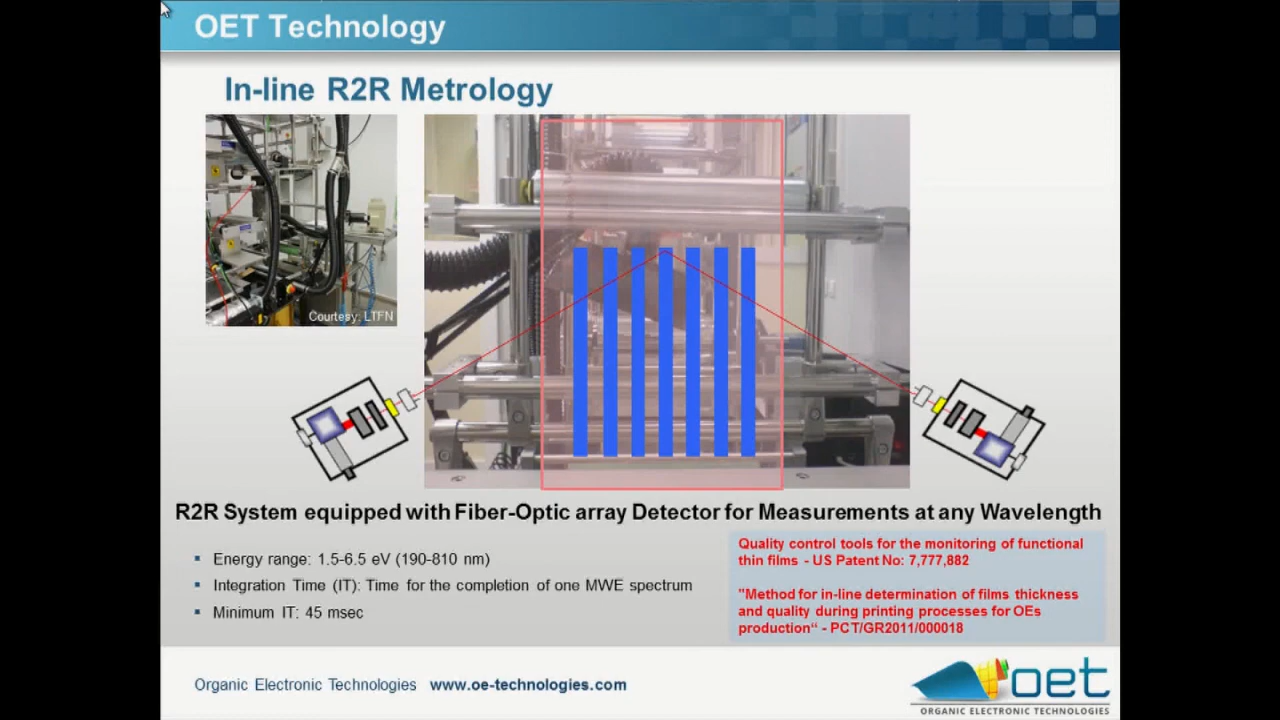 OET Technology
In-line R2R Metrology
Courtesy: LTFN
R2R System equipped with Fiber-Optic array Detector for Measurements at any Wavelength
▪ Energy range: 1.5-6.5 eV (190-810 nm)
▪ Integration Time (IT): Time for the completion of one MWE spectrum
▪ Minimum IT: 45 msec
Quality control tools for the monitoring of functional
thin films - US Patent No: 7,777,882
"Method for in-line determination of films thickness
and quality during printing processes for OEs
production“ - PCT/GR2011/000018
Organic Electronic Technologies www.oe-technologies.com
oet
ORGANIC ELECTRONIC TECHNOLOGIES